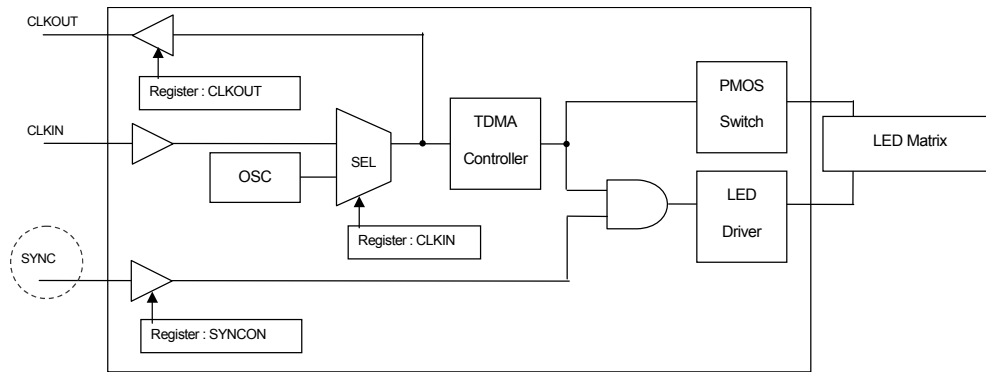 CLKOUT
Register : CLKOUT
PMOS
Switch
CLKIN
TDMA
Controller
SEL
OSC
LED Matrix
Register : CLKIN
LED
Driver
SYNC
Register : SYNCON